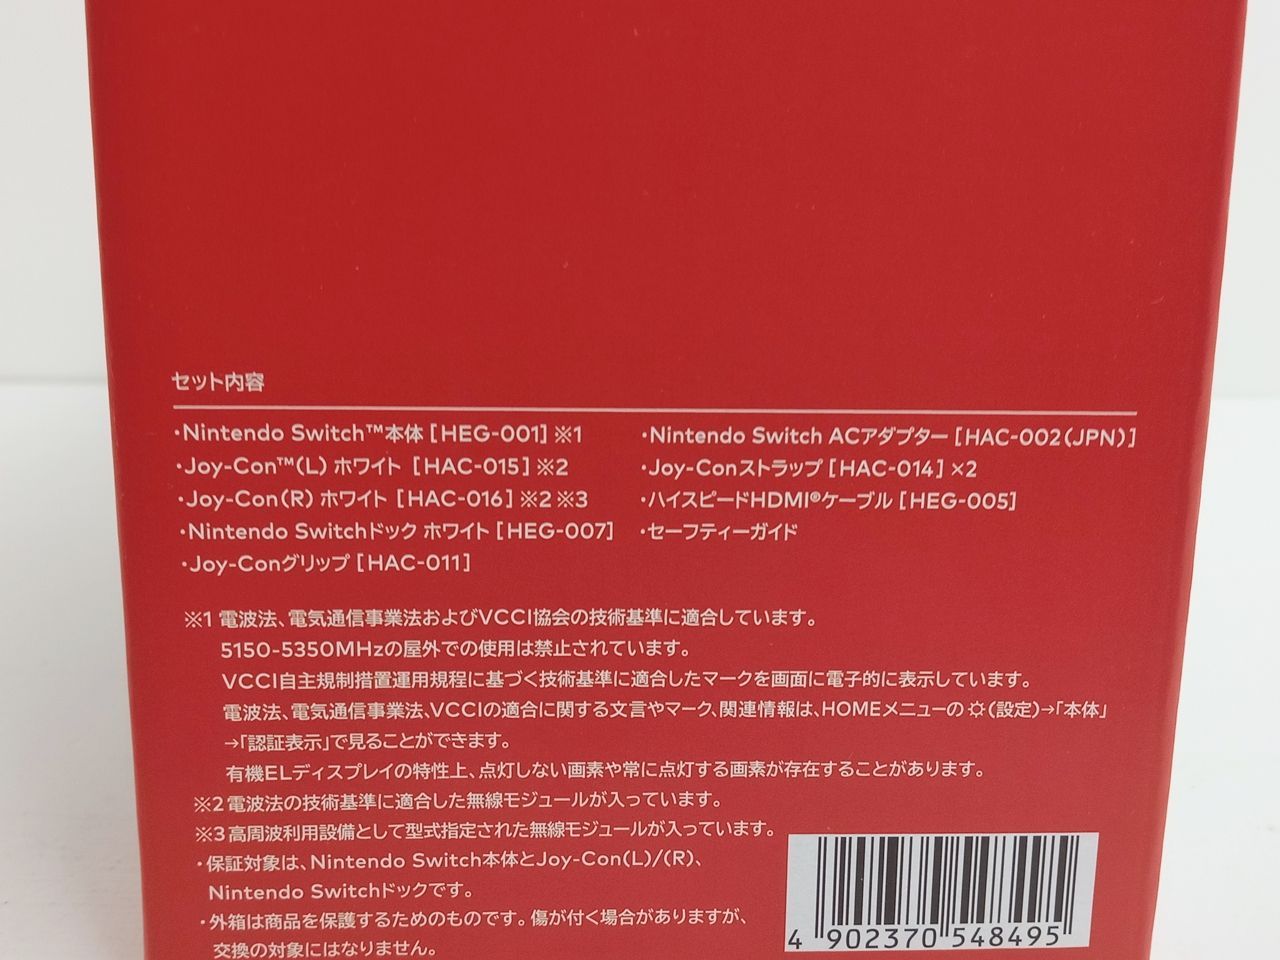 セット内容
・Nintendo Switch™本体［HEG-001］※1
・Joy-Con™(L) ホワイト［HAC-015］※2
・Joy-Con(R) ホワイト［HAC-016］※2 ※3
・Nintendo Switchドック ホワイト［HEG-007］
・Joy-Conグリップ［HAC-011］
・Nintendo Switch ACアダプター［HAC-002(JPN)］
・Joy-Conストラップ［HAC-014］×2
・ハイスピードHDMI®ケーブル［HEG-005］
・セーフティーガイド
※1 電波法、電気通信事業法およびVCCI協会の技術基準に適合しています。
5150-5350MHzの屋外での使用は禁止されています。
VCCI自主規制措置運用規程に基づく技術基準に適合したマークを画面に電子的に表示しています。
電波法、電気通信事業法、VCCIの適合に関する文言やマーク、関連情報は、HOMEメニューの☼(設定)→「本体」
→「認証表示」で見ることができます。
有機ELディスプレイの特性上、点灯しない画素や常に点灯する画素が存在することがあります。
※2 電波法の技術基準に適合した無線モジュールが入っています。
※3 高周波利用設備として型式指定された無線モジュールが入っています。
・保証対象は、Nintendo Switch本体とJoy-Con(L)/(R)、
Nintendo Switchドックです。
・外箱は商品を保護するためのものです。傷が付く場合がありますが、
交換の対象にはなりません。
4 902370 548495